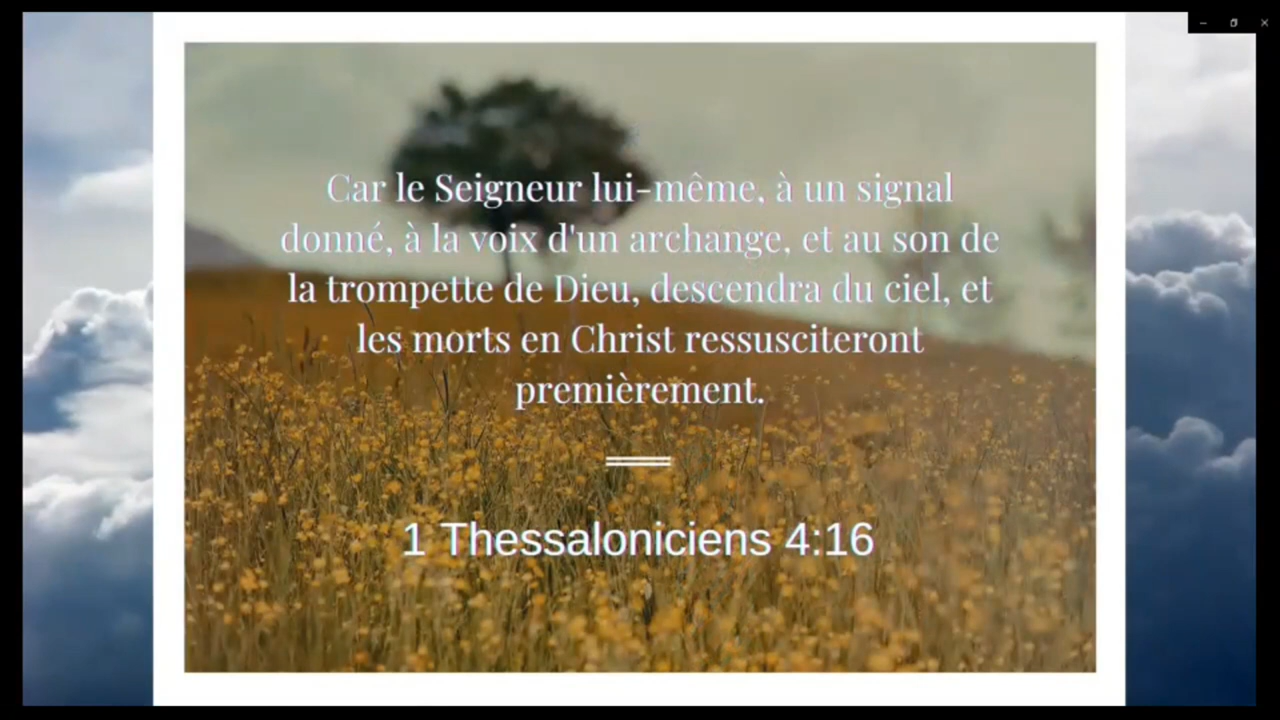 Car le Seigneur lui-même, à un signal
donné, à la voix d'un archange, et au son de
la trompette de Dieu, descendra du ciel, et
les morts en Christ ressusciteront
premièrement.
1 Thessaloniciens 4:16